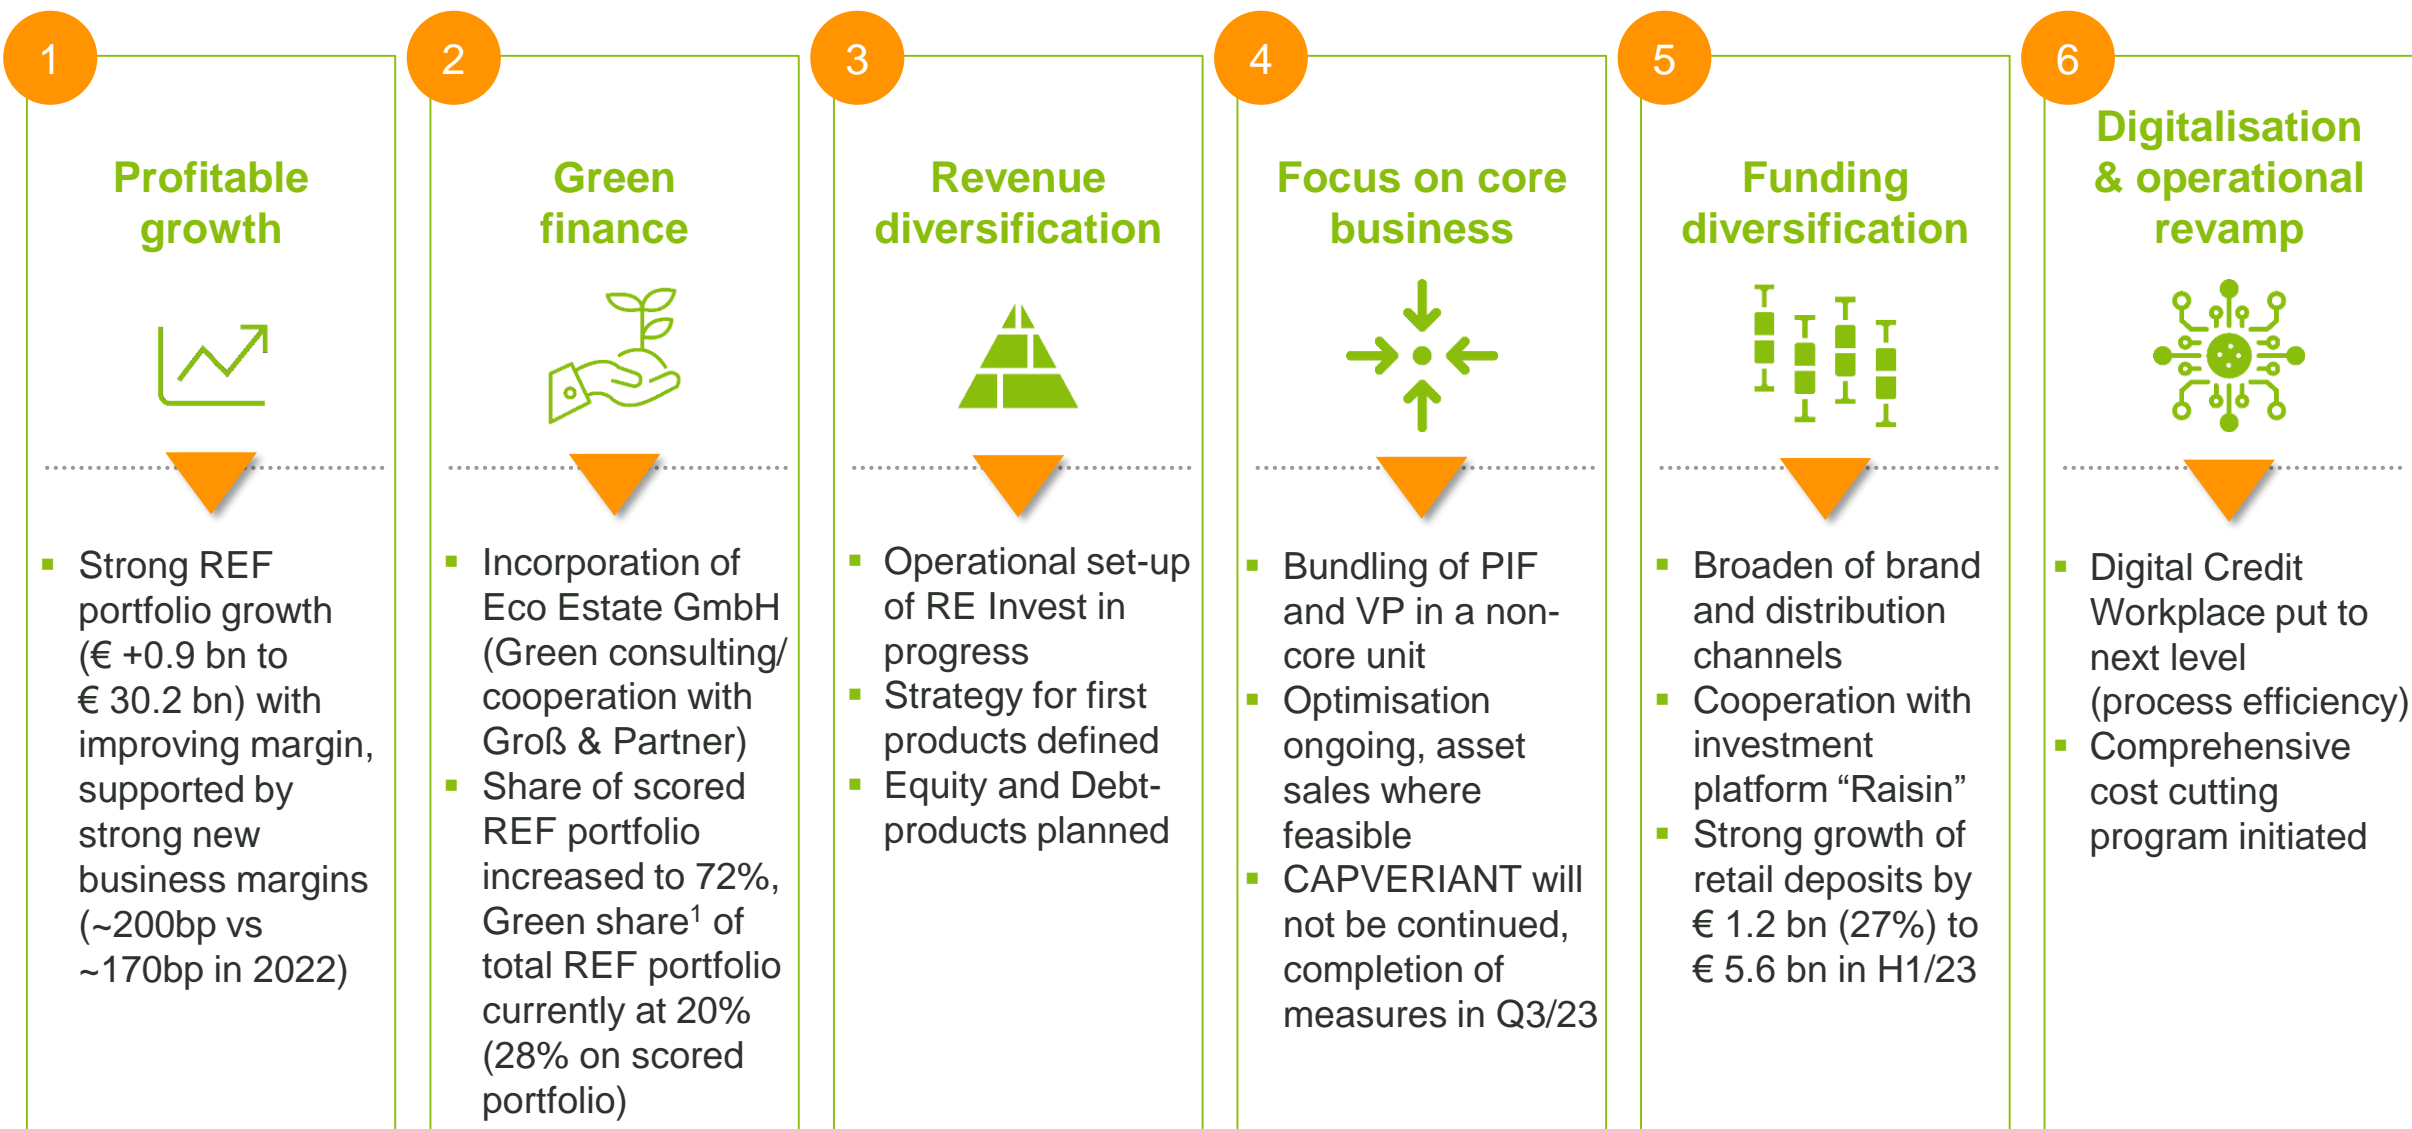 1
Profitable
growth
Strong REF
portfolio growth
(€ +0.9 bn to
€ 30.2 bn) with
improving margin,
supported by
strong new
business margins
(~200bp vs
~170bp in 2022)
2
Green
finance
Incorporation of
Eco Estate GmbH
(Green consulting/
cooperation with
Groß & Partner)
Share of scored
REF portfolio
increased to 72%,
Green share¹ of
total REF portfolio
currently at 20%
(28% on scored
portfolio)
3
Revenue
diversification
Operational set-up
of RE Invest in
progress
Strategy for first
products defined
Equity and Debt-
products planned
4
Focus on core
business
Bundling of PIF
and VP in a non-
core unit
Optimisation
ongoing, asset
sales where
feasible
CAPVERIANT will
not be continued,
completion of
measures in Q3/23
5
Funding
diversification
Broaden of brand
and distribution
channels
Cooperation with
investment
platform “Raisin”
Strong growth of
retail deposits by
€ 1.2 bn (27%) to
€ 5.6 bn in H1/23
6
Digitalisation
& operational
revamp
Digital Credit
Workplace put to
next level
(process efficiency)
Comprehensive
cost cutting
program initiated